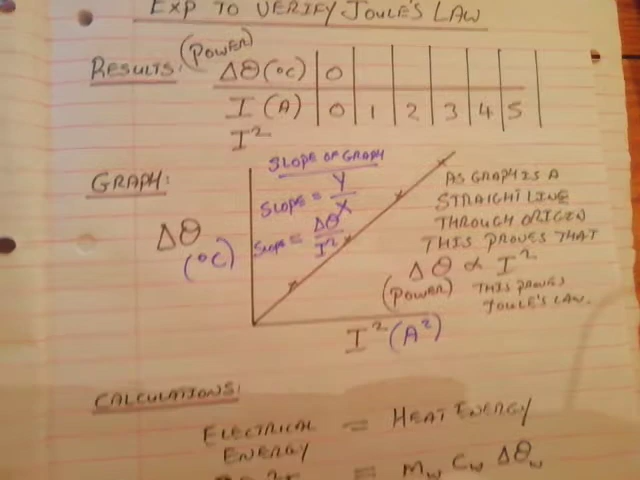 EXP TO VERIFY JOULE'S LAW
RESULTS: (POWER) Δθ (°C) 0
I (A) 0 1 2 3 4 5
I²
GRAPH:
SLOPE OF GRAPH
SLOPE = Y/X
SLOPE = Δθ/I²
Δθ
(°C)
AS GRAPH IS A
STRAIGHT LINE
THROUGH ORIGIN
THIS PROVES THAT
Δθ ∝ I²
(POWER) THIS PROVES
JOULE'S LAW.
I² (A²)
CALCULATIONS:
ELECTRICAL ENERGY = HEAT ENERGY
= Mw Cw Δθw